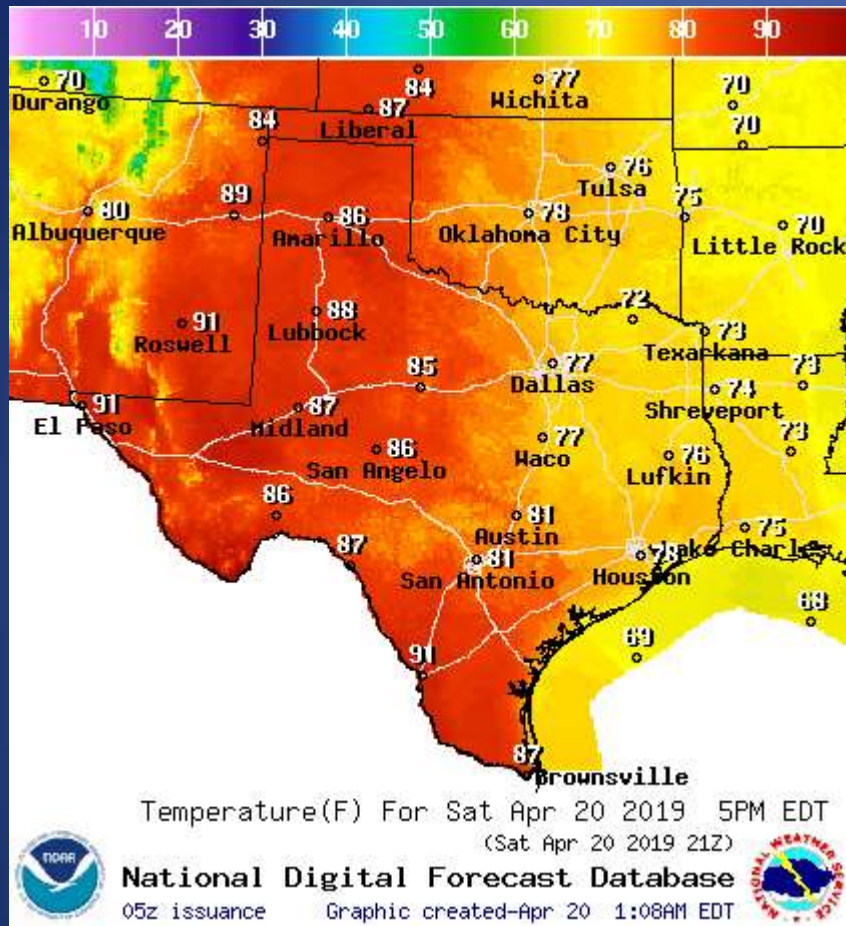 10 20 30 40 50 60 70 80 90
70
Durango
84
77
Wichita
70
87
Liberal
84
70
76
Tulsa
80
Albuquerque
89
86
Amarillo
78
Oklahoma City
75
70
Little Rock
91
Roswell
88
Lubbock
72
73
Texarkana
77
Dallas
85
74
Shreveport
73
91
El Paso
87
Midland
86
San Angelo
77
Waco
76
Lufkin
73
86
81
Austin
75
87
81
San Antonio
78
Houston
Lake Charles
68
69
91
87
Brownsville
Temperature(F) For Sat Apr 20 2019 5PM EDT
(Sat Apr 20 2019 21Z)
NOAA
National Digital Forecast Database
05z issuance Graphic created-Apr 20 1:08AM EDT
NATIONAL WEATHER SERVICE